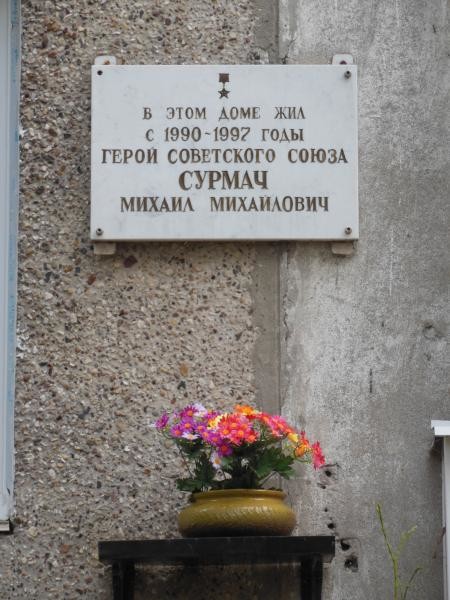 В ЭТОМ ДОМЕ ЖИЛ
С 1990-1997 ГОДЫ
ГЕРОЙ СОВЕТСКОГО СОЮЗА
СУРМАЧ
МИХАИЛ МИХАЙЛОВИЧ